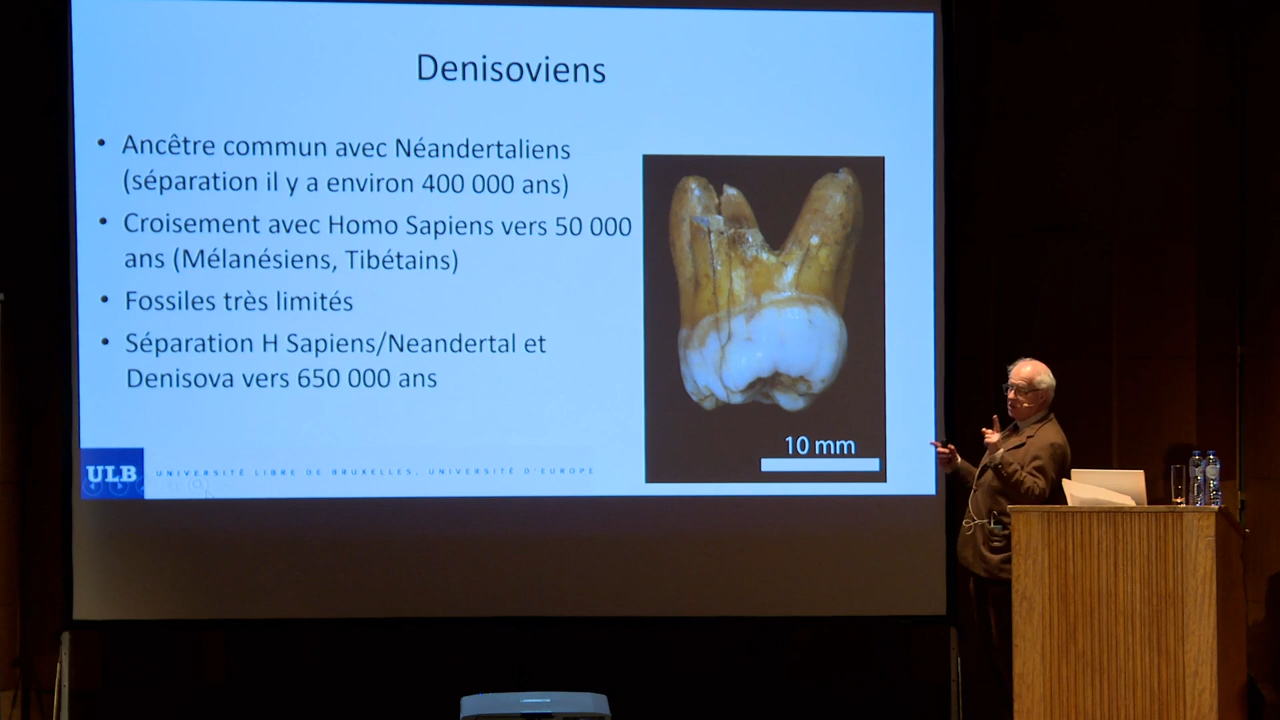 Denisoviens
• Ancêtre commun avec Néandertaliens
(séparation il y a environ 400 000 ans)
• Croisement avec Homo Sapiens vers 50 000
ans (Mélanésiens, Tibétains)
• Fossiles très limités
• Séparation H Sapiens/Neandertal et
Denisova vers 650 000 ans
10 mm
ULB
UNIVERSITÉ LIBRE DE BRUXELLES, UNIVERSITÉ D'EUROPE